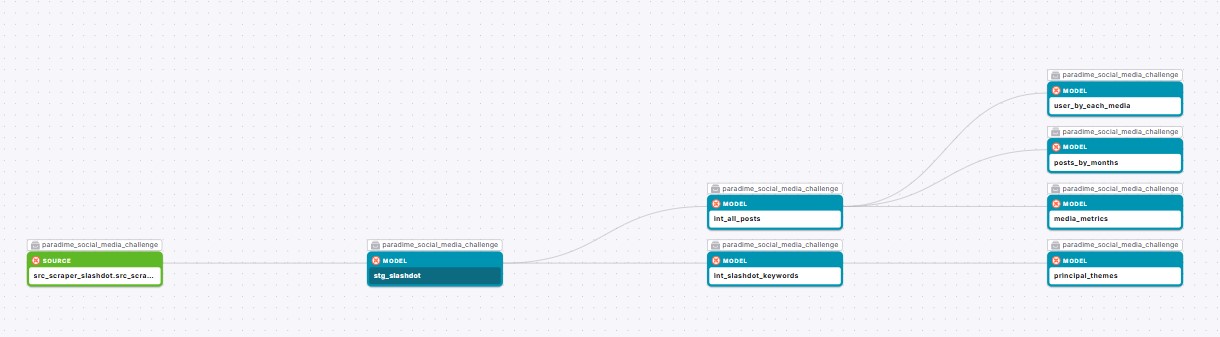 paradime_social_media_challenge
MODEL
user_by_each_media
paradime_social_media_challenge
MODEL
posts_by_months
paradime_social_media_challenge
MODEL
int_all_posts
paradime_social_media_challenge
MODEL
media_metrics
paradime_social_media_challenge
SOURCE
src_scraper_slashdot.src_scra...
paradime_social_media_challenge
MODEL
stg_slashdot
paradime_social_media_challenge
MODEL
int_slashdot_keywords
paradime_social_media_challenge
MODEL
principal_themes